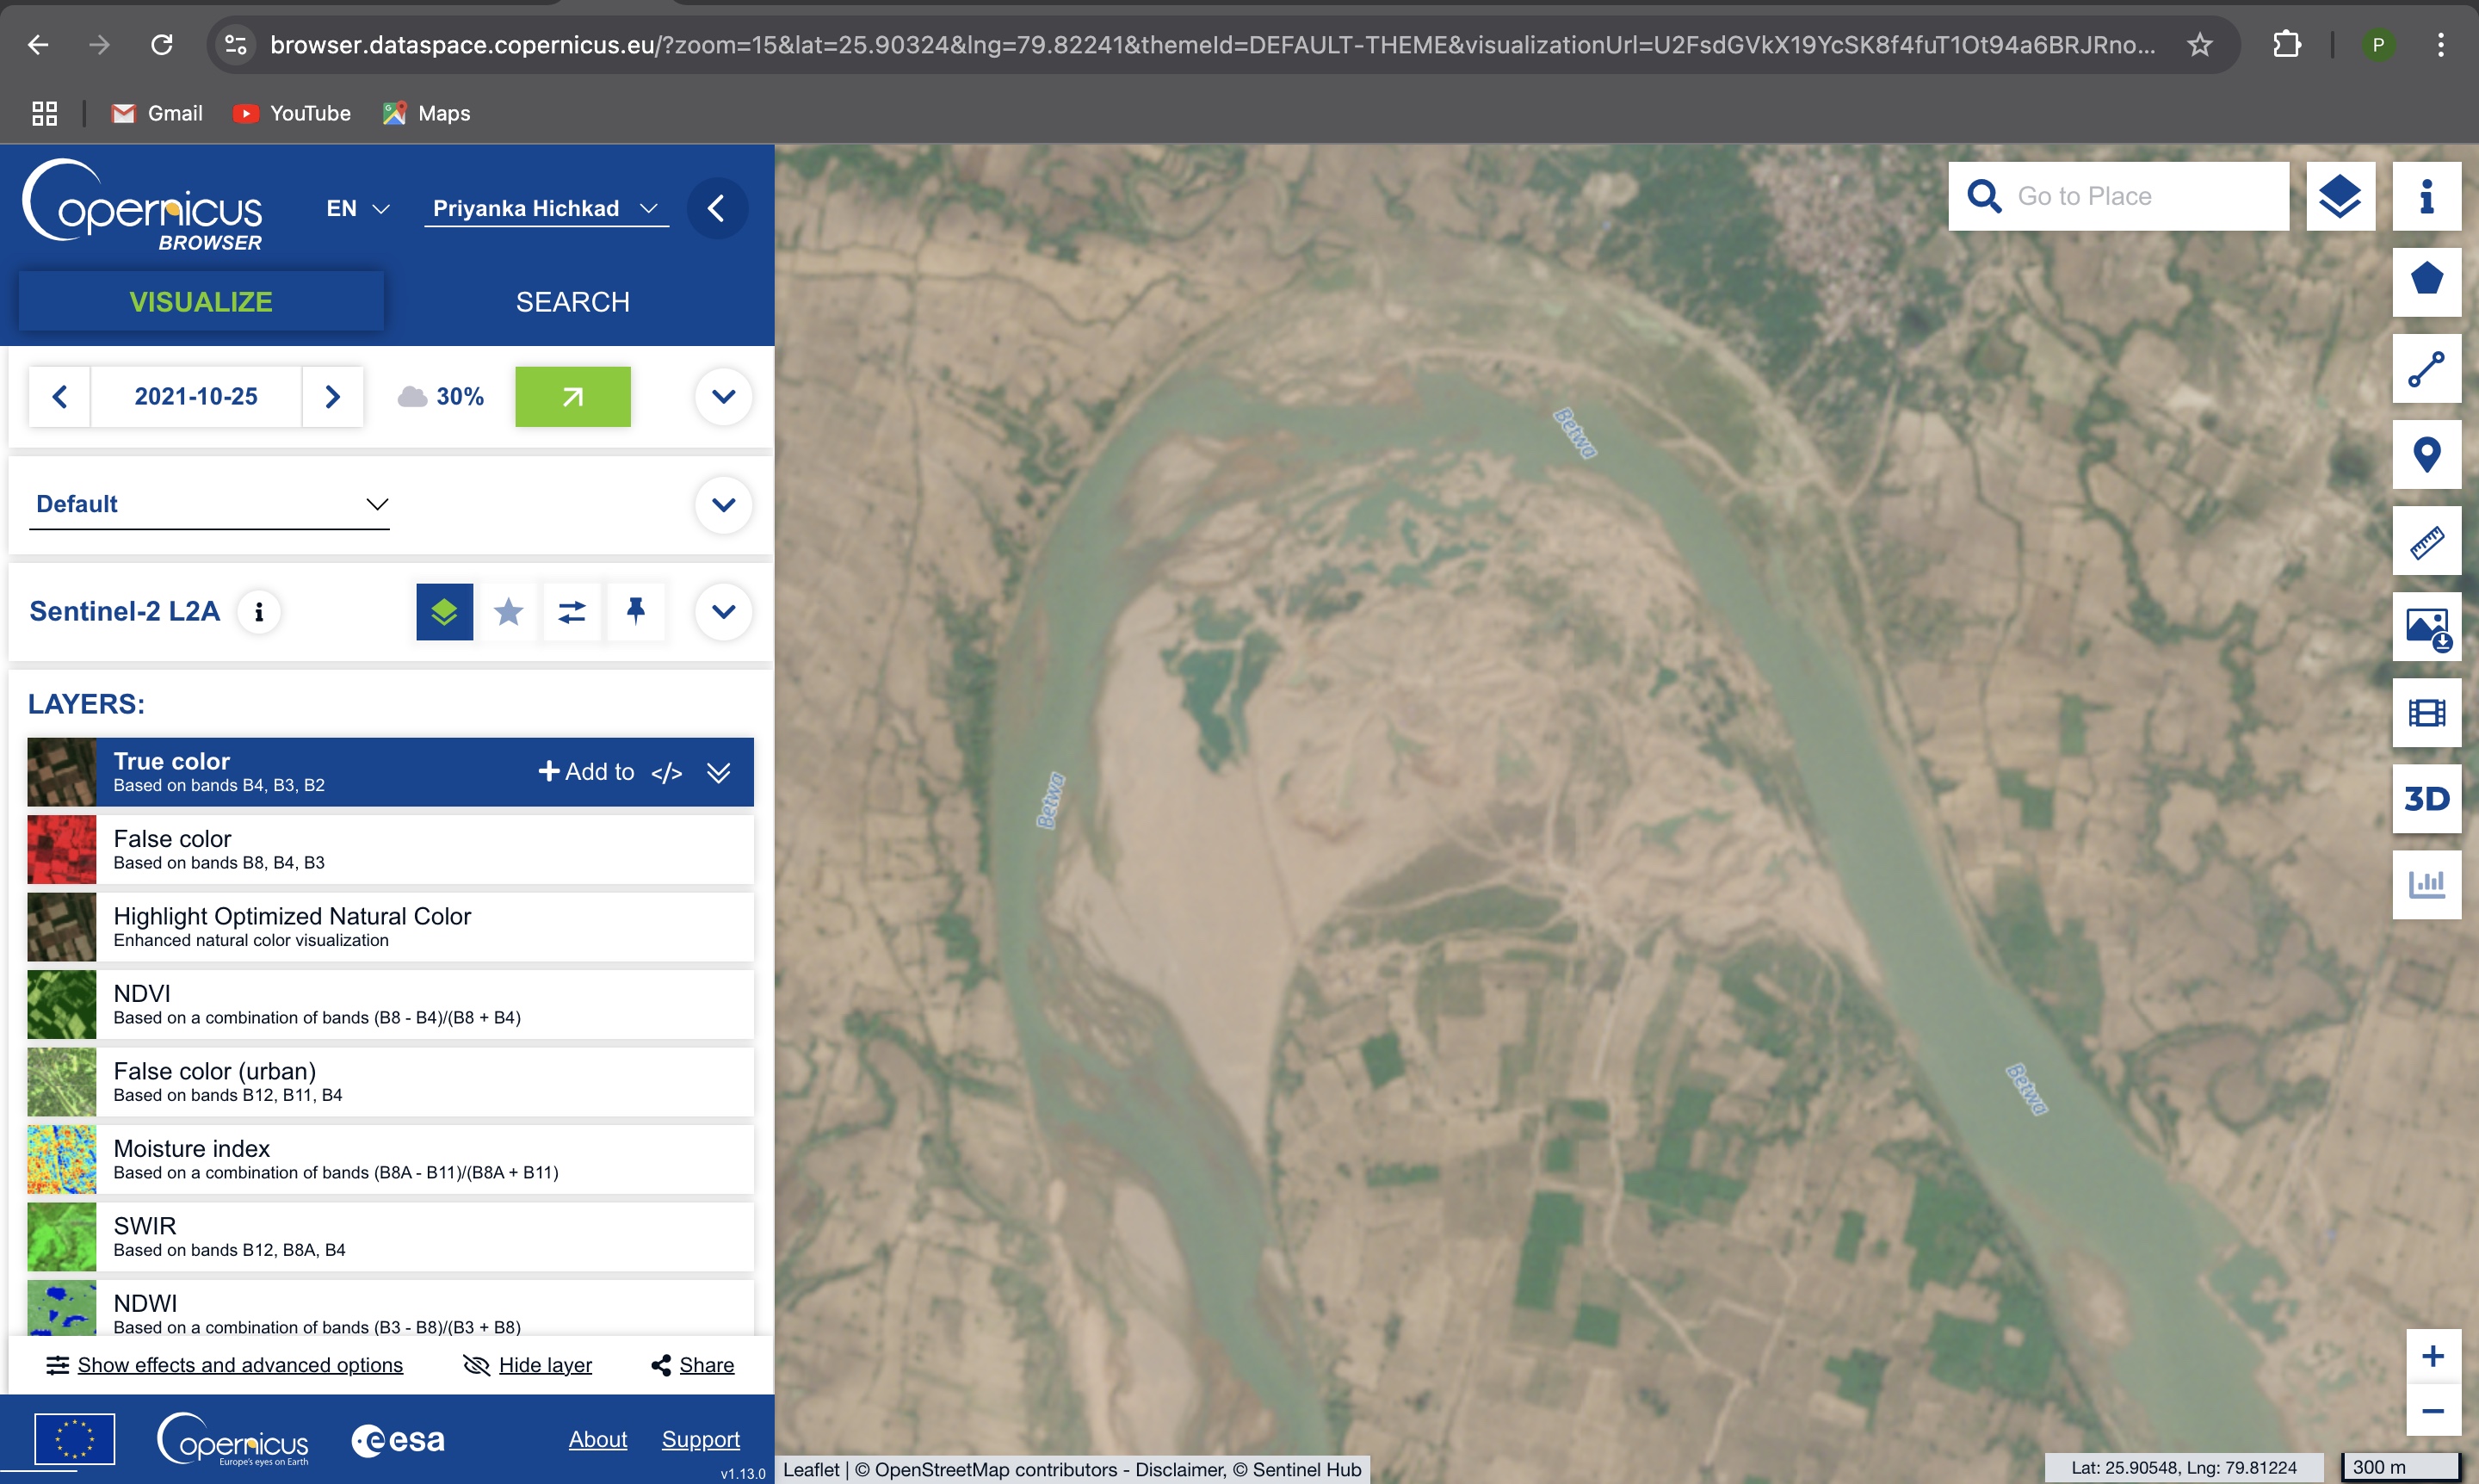 browser.dataspace.copernicus.eu/?zoom=15&lat=25.90324&lng=79.82241&themeId=DEFAULT-THEME&visualizationUrl=U2FsdGVkX19YcSK8f4fuT1Ot94a6BRJRno...
P
Gmail
YouTube
Maps
Copernicus
BROWSER
EN
Priyanka Hichkad
VISUALIZE
SEARCH
2021-10-25
30%
Default
Sentinel-2 L2A
i
LAYERS:
True color
Based on bands B4, B3, B2
Add to </>
False color
Based on bands B8, B4, B3
Highlight Optimized Natural Color
Enhanced natural color visualization
NDVI
Based on a combination of bands (B8 - B4)/(B8 + B4)
False color (urban)
Based on bands B12, B11, B4
Moisture index
Based on a combination of bands (B8A - B11)/(B8A + B11)
SWIR
Based on bands B12, B8A, B4
NDWI
Based on a combination of bands (B3 - B8)/(B3 + B8)
Show effects and advanced options
Hide layer
Share
Copernicus
Europe's eyes on Earth
esa
About
Support
v1.13.0
Go to Place
i
Betwa
Betwa
Betwa
3D
+
−
Leaflet | © OpenStreetMap contributors - Disclaimer, © Sentinel Hub
Lat: 25.90548, Lng: 79.81224
300 m